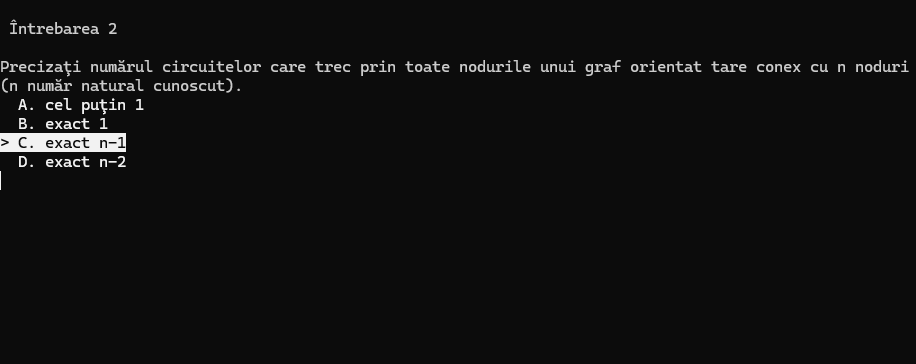 Întrebarea 2
Precizaţi numărul circuitelor care trec prin toate nodurile unui graf orientat tare conex cu n noduri
(n număr natural cunoscut).
A. cel puţin 1
B. exact 1
> C. exact n-1
D. exact n-2